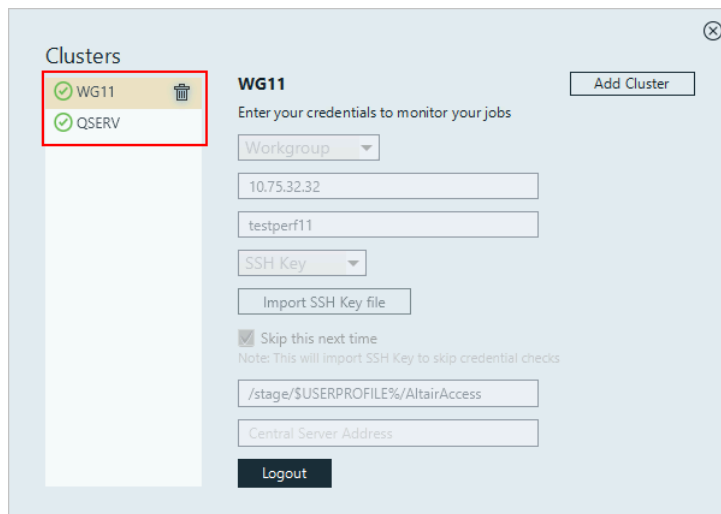 Clusters
WG11
QSERV
WG11
Add Cluster
Enter your credentials to monitor your jobs
Workgroup
10.75.32.32
testperf11
SSH Key
Import SSH Key file
Skip this next time
Note: This will import SSH Key to skip credential checks
/stage/$USERPROFILE%/AltairAccess
Central Server Address
Logout